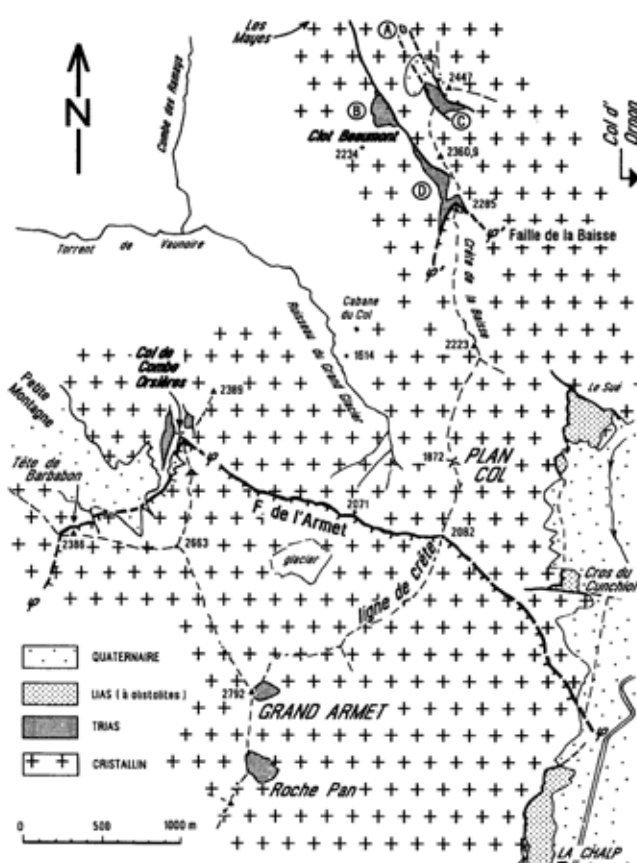 Les Mayes
A
2447
N
Combe des Ramays
B
C
Clot Beaumont
2234
2360,9
Col d'Ornon
D
2285
φ'
Faille de la Baisse
φ'
Torrent de Vaunoire
Crête de la Baisse
Ruisseau du Grand Glacier
Cabane du Col
1614
2223
Col de Combe Orsières
2389
Petite Montagne
Le Sué
PLAN COL
1872
Tête de Barbabon
φ
F. de l'Armet
2071
2082
2386
2663
glacier
ligne de crête
Cros du Cunchiol
φ
QUATERNAIRE
LIAS (à olistolites)
TRIAS
CRISTALLIN
2792
GRAND ARMET
φ
Roche Pan
0 500 1000 m
LA CHALP